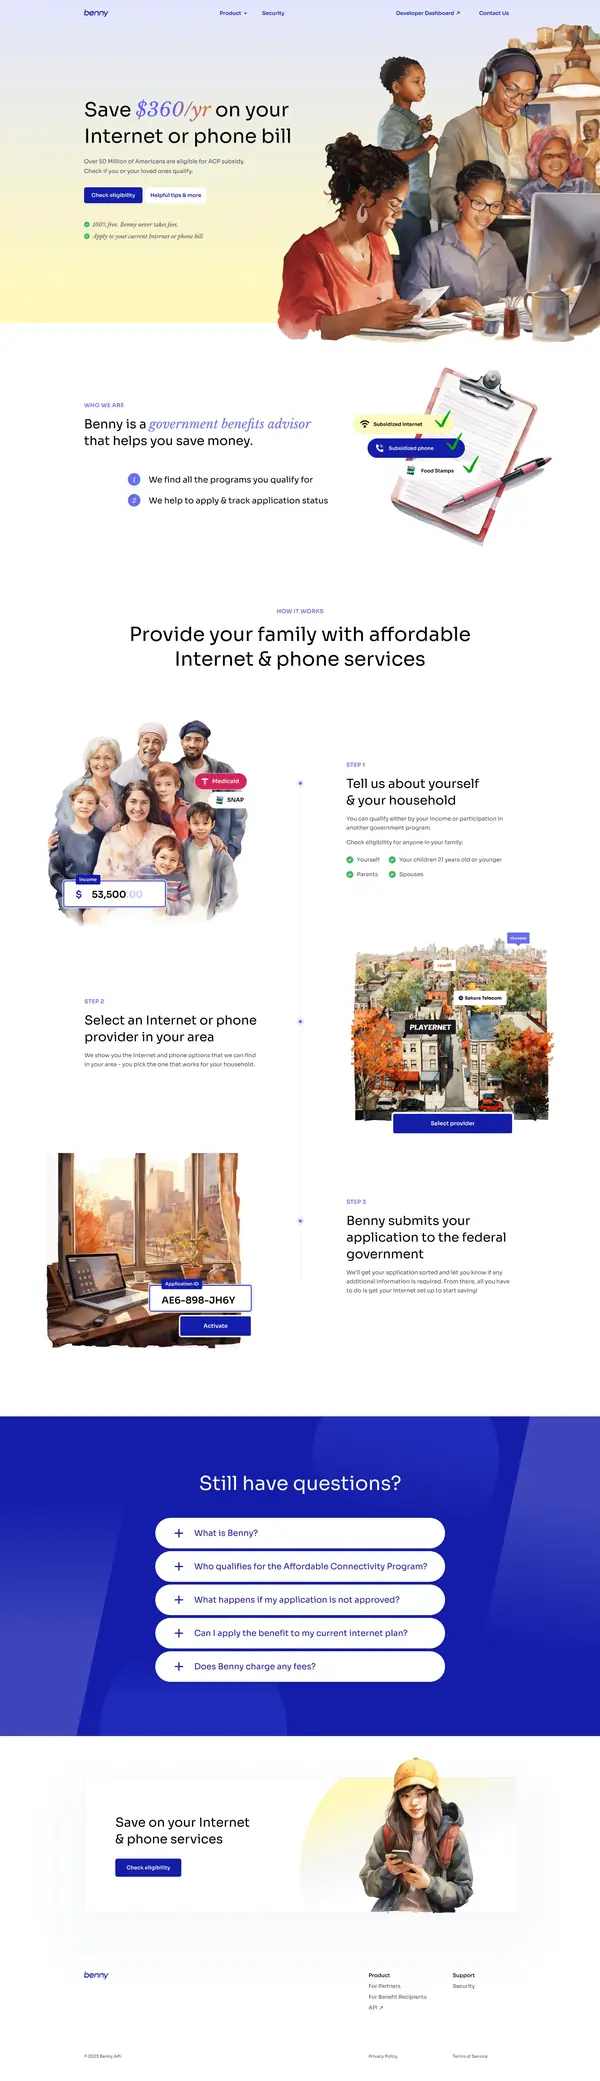 benny
Product
Security
Developer Dashboard ↗
Contact Us
Save $360/yr on your
Internet or phone bill
Over 50 Million of Americans are eligible for ACP subsidy.
Check if you or your loved ones qualify.
Check eligibility
Helpful tips & more
100% free. Benny never takes fees.
Apply to your current Internet or phone bill
WHO WE ARE
Benny is a government benefits advisor
that helps you save money.
1 We find all the programs you qualify for
2 We help to apply & track application status
Subsidized Internet
Subsidized phone
Food Stamps
HOW IT WORKS
Provide your family with affordable
Internet & phone services
Medicaid
SNAP
Income
$ 53,500.00
STEP 1
Tell us about yourself
& your household
You can qualify either by your income or participation in
another government program.
Check eligibility for anyone in your family:
Yourself
Your children 21 years old or younger
Parents
Spouses
STEP 2
Select an Internet or phone
provider in your area
We show you the Internet and phone options that we can find
in your area - you pick the one that works for your household.
Sakura Telecom
PLAYERNET
Select provider
Application ID
AE6-898-JH6Y
Activate
STEP 3
Benny submits your
application to the federal
government
We'll get your application sorted and let you know if any
additional information is required. From there, all you have
to do is get your Internet set up to start saving!
Still have questions?
What is Benny?
Who qualifies for the Affordable Connectivity Program?
What happens if my application is not approved?
Can I apply the benefit to my current internet plan?
Does Benny charge any fees?
Save on your Internet
& phone services
Check eligibility
benny
Product
For Partners
For Benefit Recipients
API ↗
Support
Security
© 2023 Benny API
Privacy Policy
Terms of Service